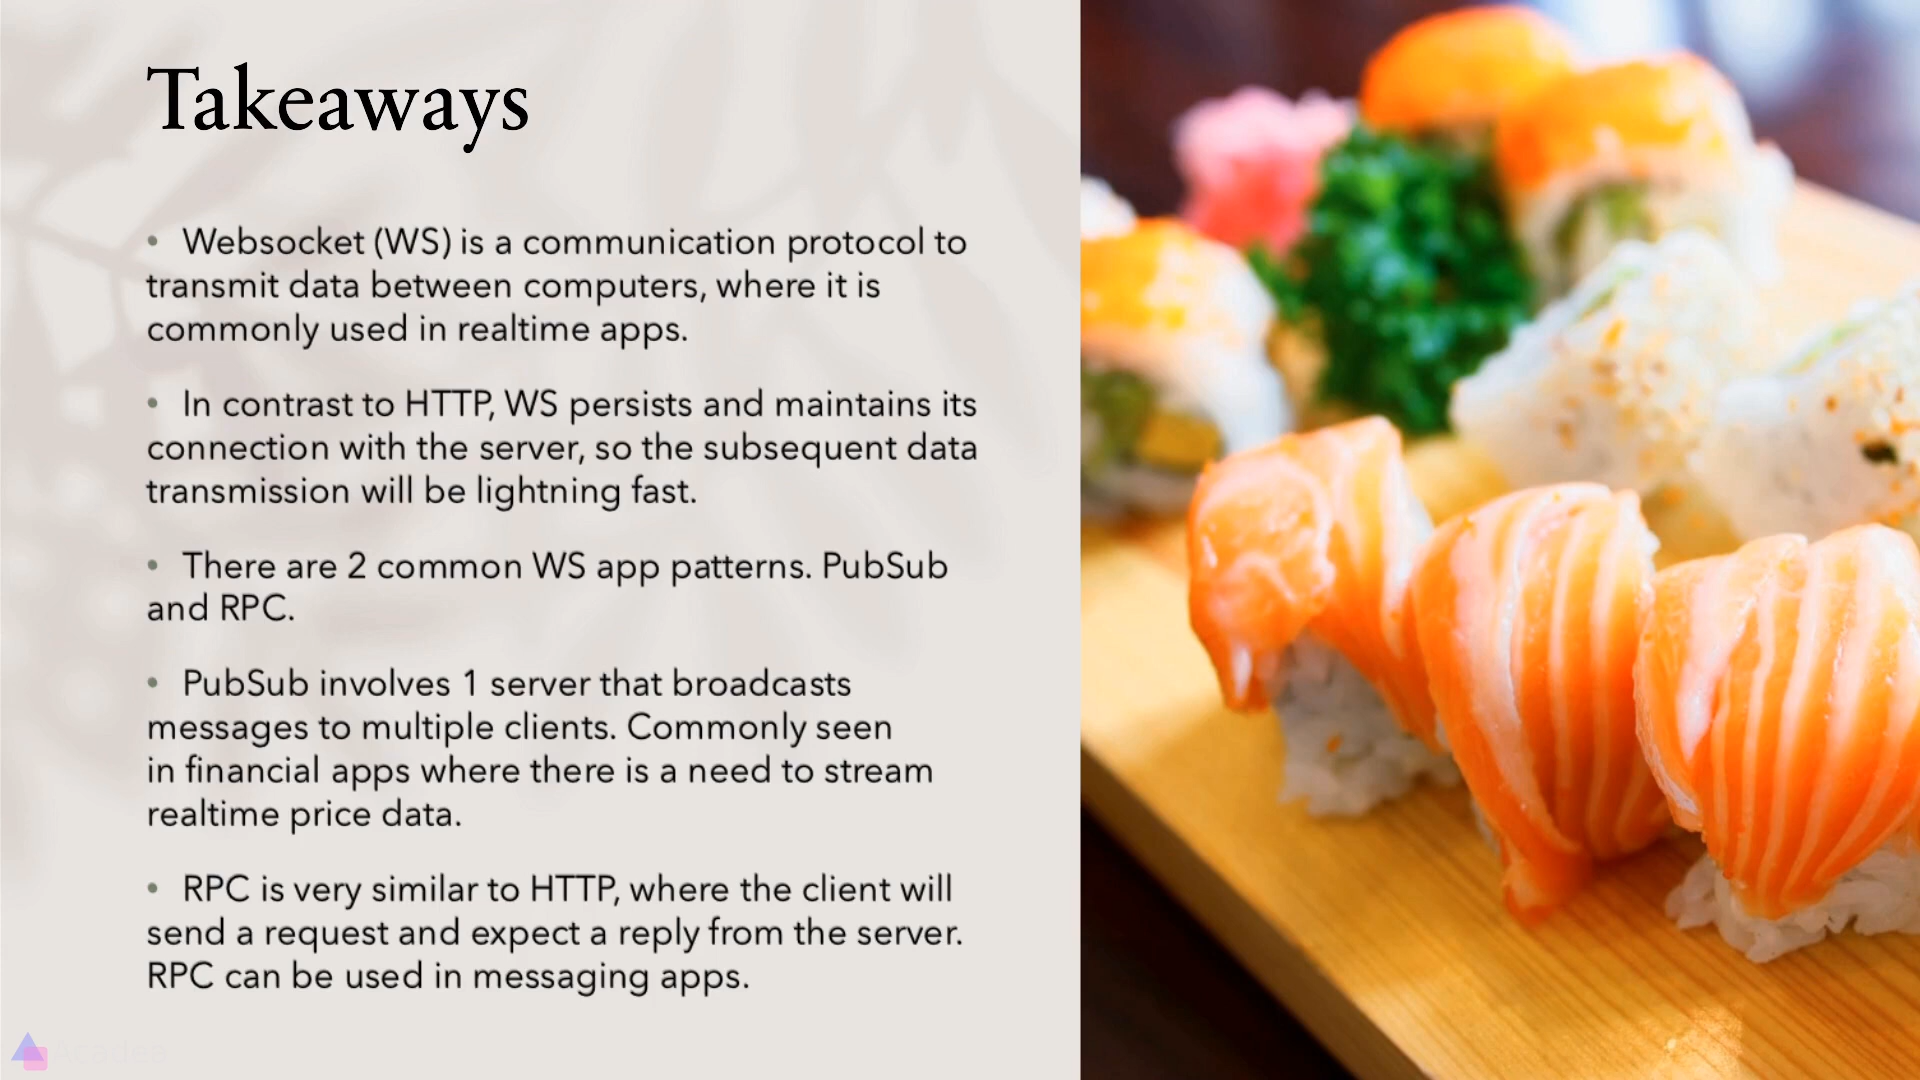 Takeaways
• Websocket (WS) is a communication protocol to
transmit data between computers, where it is
commonly used in realtime apps.
• In contrast to HTTP, WS persists and maintains its
connection with the server, so the subsequent data
transmission will be lightning fast.
• There are 2 common WS app patterns. PubSub
and RPC.
• PubSub involves 1 server that broadcasts
messages to multiple clients. Commonly seen
in financial apps where there is a need to stream
realtime price data.
• RPC is very similar to HTTP, where the client will
send a request and expect a reply from the server.
RPC can be used in messaging apps.
Acadea